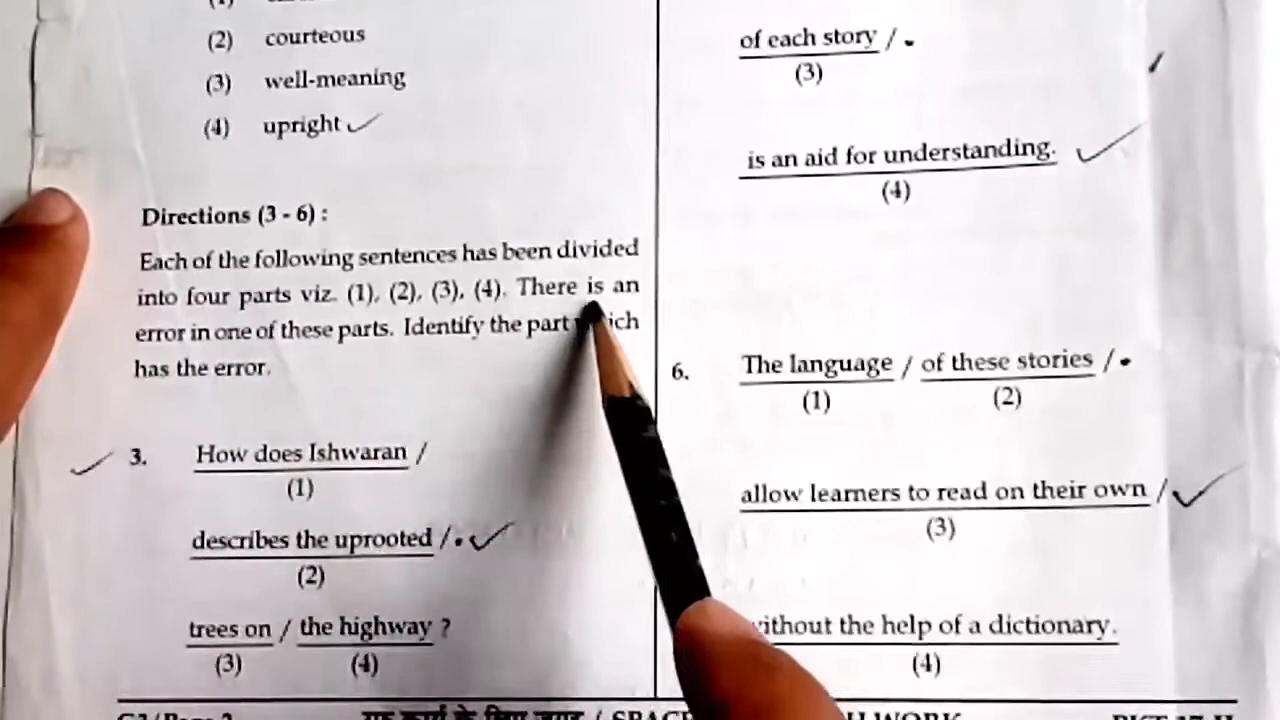 (2) courteous
(3) well-meaning
(4) upright
Directions (3 - 6) :
Each of the following sentences has been divided
into four parts viz. (1), (2), (3), (4). There is an
error in one of these parts. Identify the part
has the error.
3. How does Ishwaran /
(1)
describes the uprooted /
(2)
trees on / the highway ?
(3) (4)
of each story /
(3)
is an aid for understanding.
(4)
6. The language / of these stories /
(1) (2)
allow learners to read on their own /
(3)
the help of a dictionary.
(4)